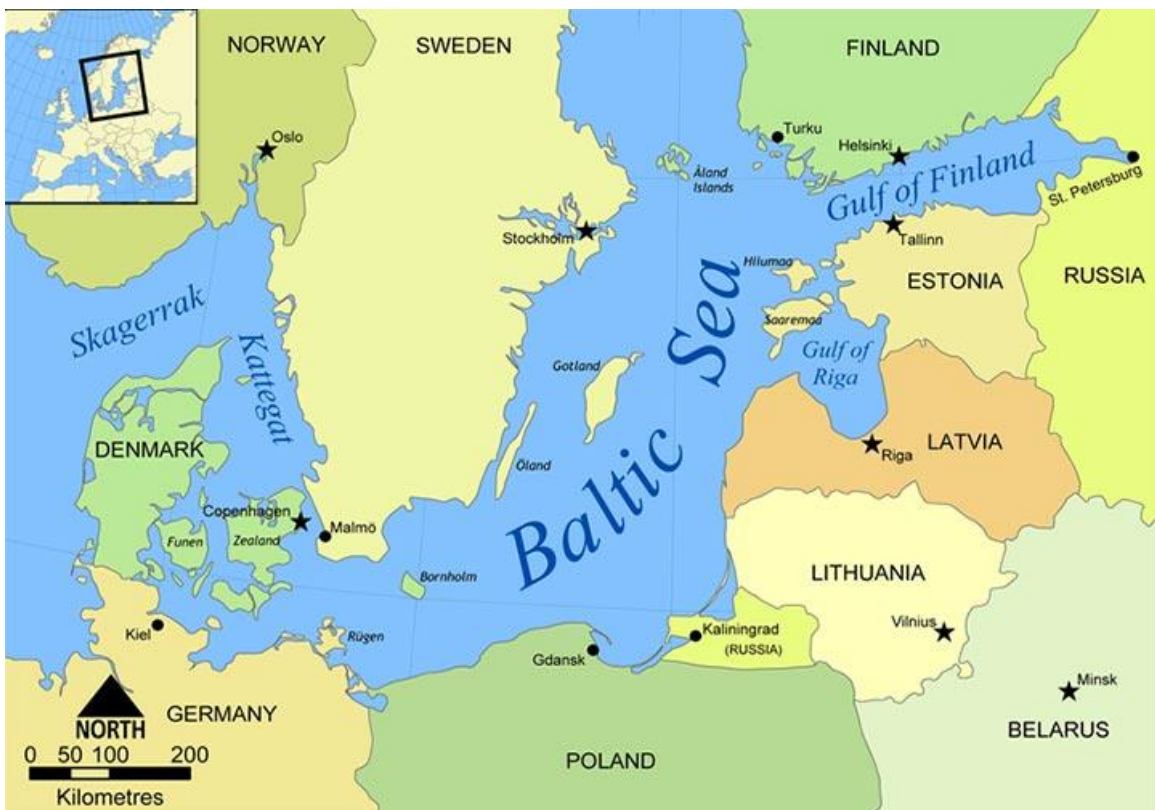 NORWAY
SWEDEN
FINLAND
Oslo
Turku
Helsinki
Åland
Islands
Gulf of Finland
St. Petersburg
Stockholm
Tallinn
Hiiumaa
ESTONIA
RUSSIA
Skagerrak
Kattegat
Baltic Sea
Saaremaa
Gulf of
Riga
Gotland
DENMARK
Öland
Riga
LATVIA
Copenhagen
Malmö
Funen
Zealand
Bornholm
LITHUANIA
Kiel
Rügen
Gdansk
Kaliningrad
(RUSSIA)
Vilnius
Minsk
GERMANY
NORTH
BELARUS
POLAND
0 50 100 200
Kilometres